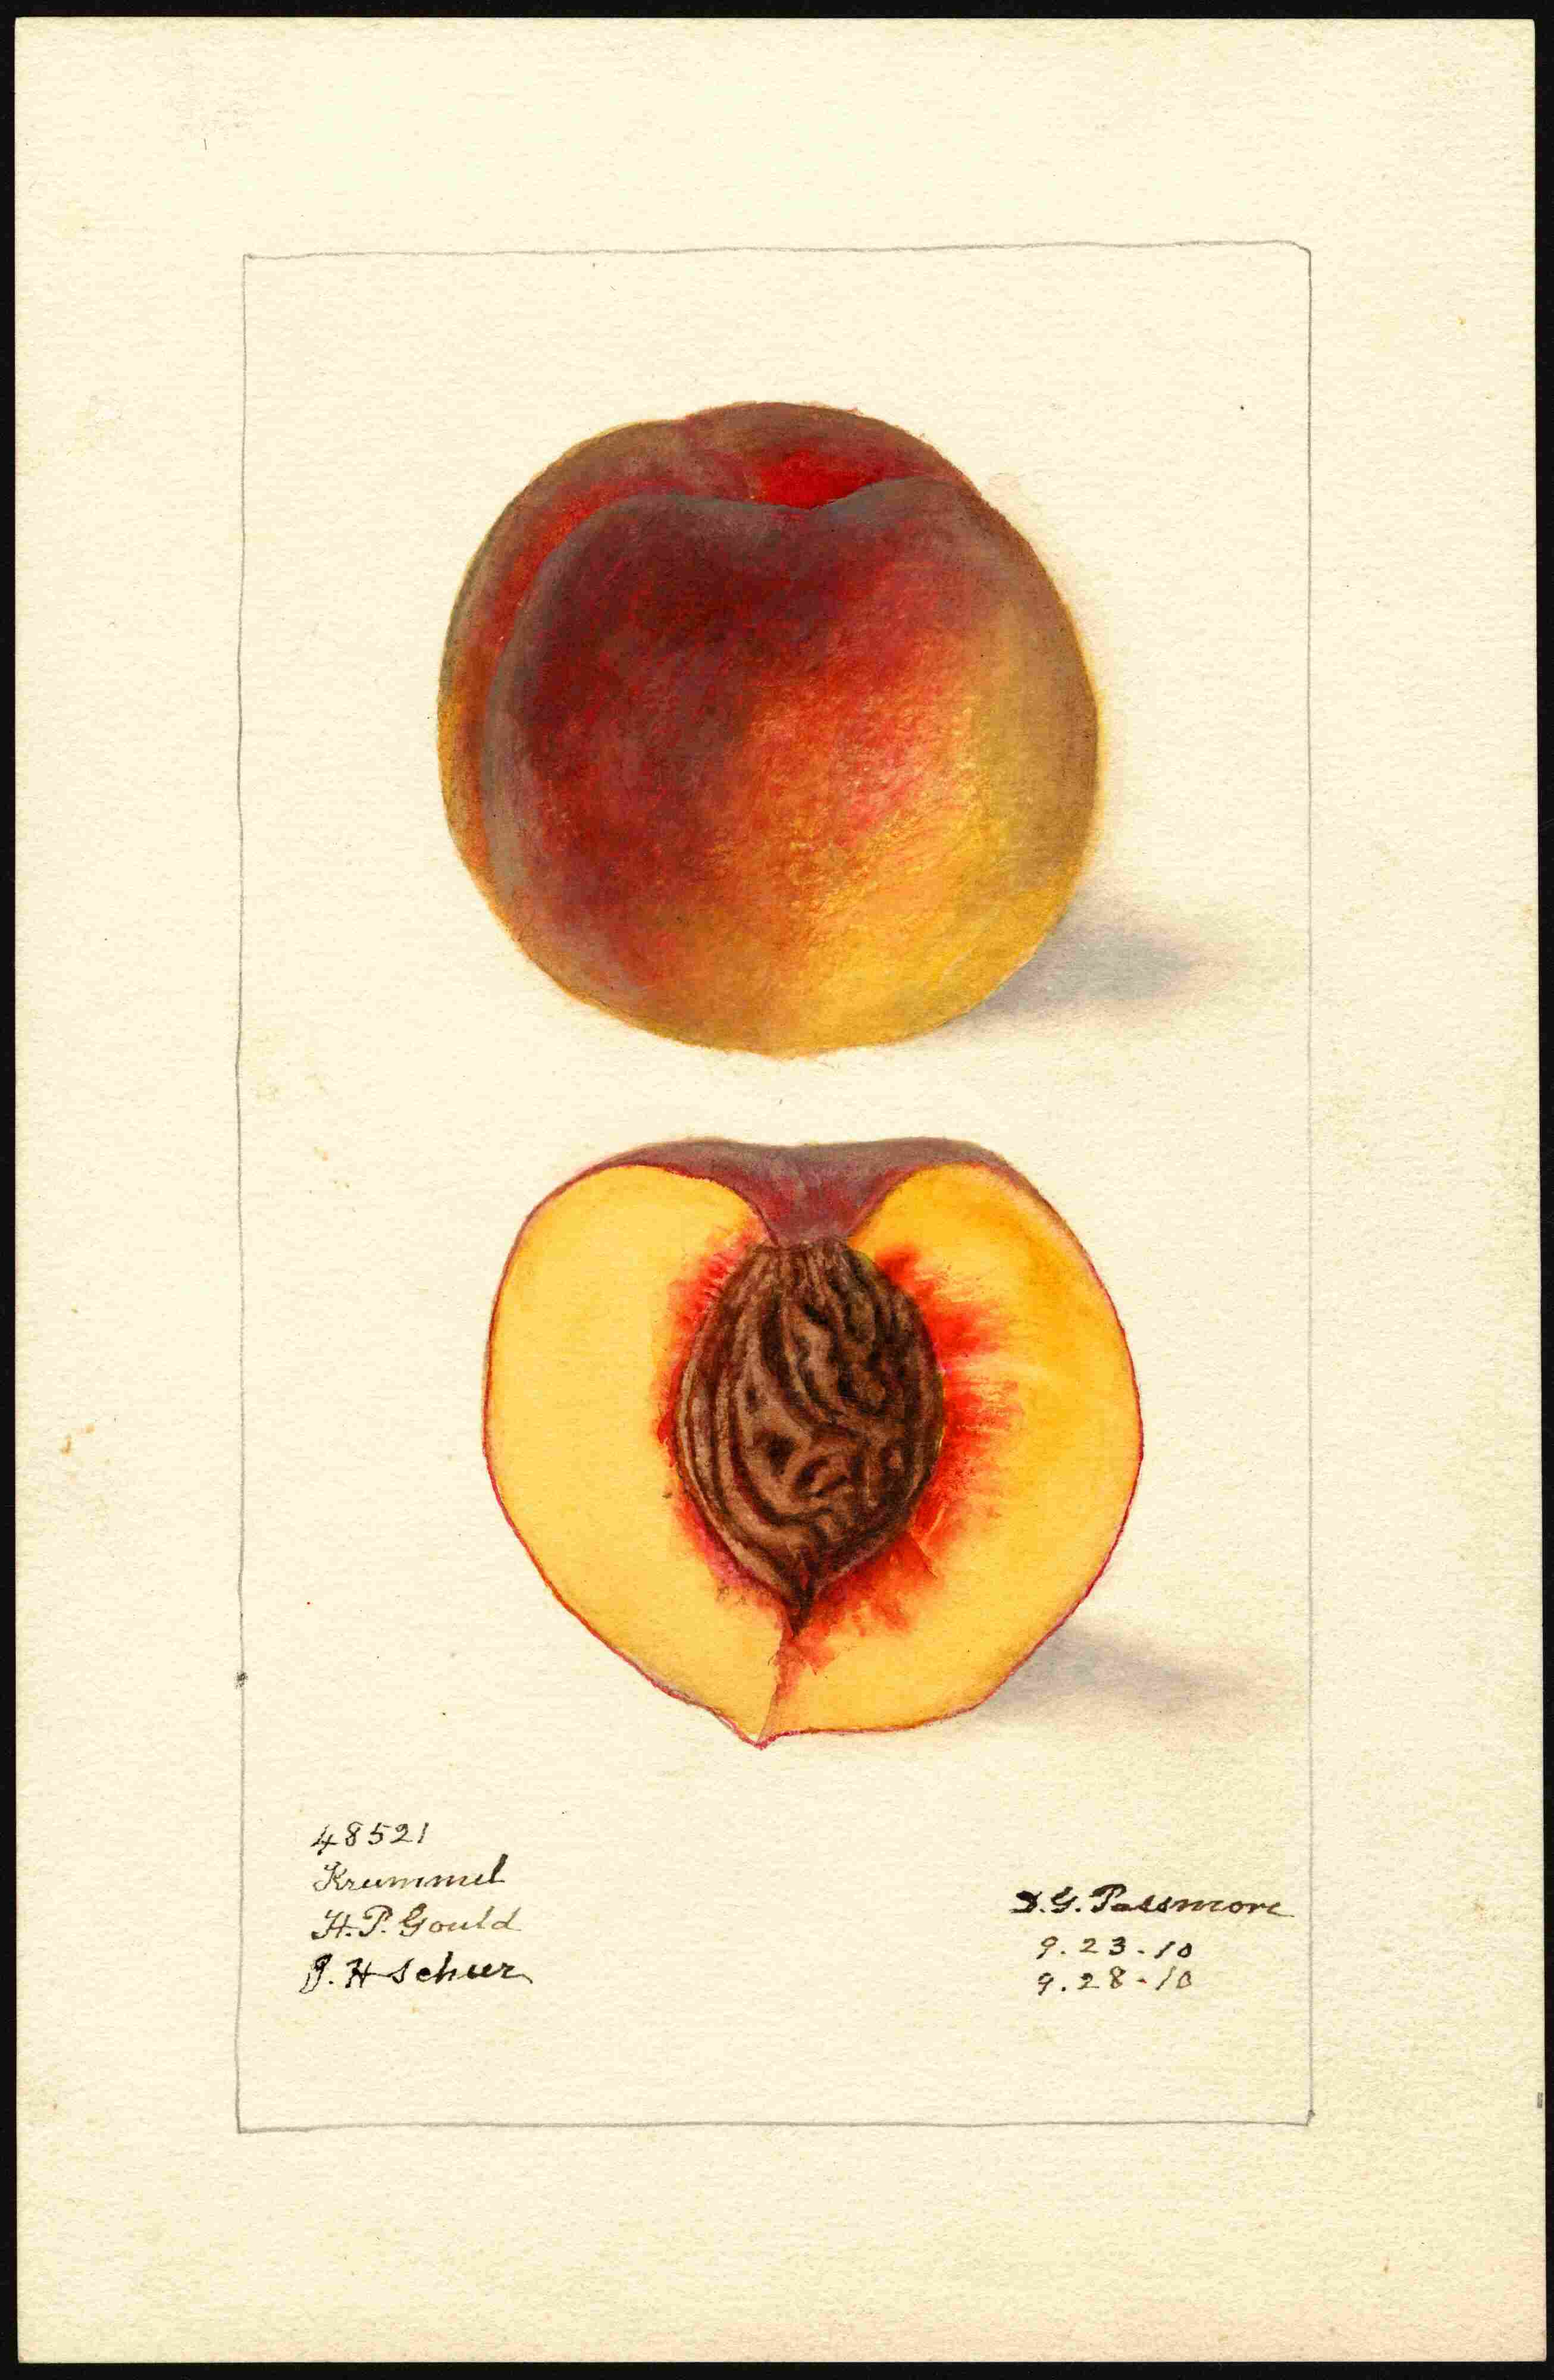 48521
Krummel
H.P. Gould
J. H Scheer
D.G. Passmore
9.23.10
9.28.10